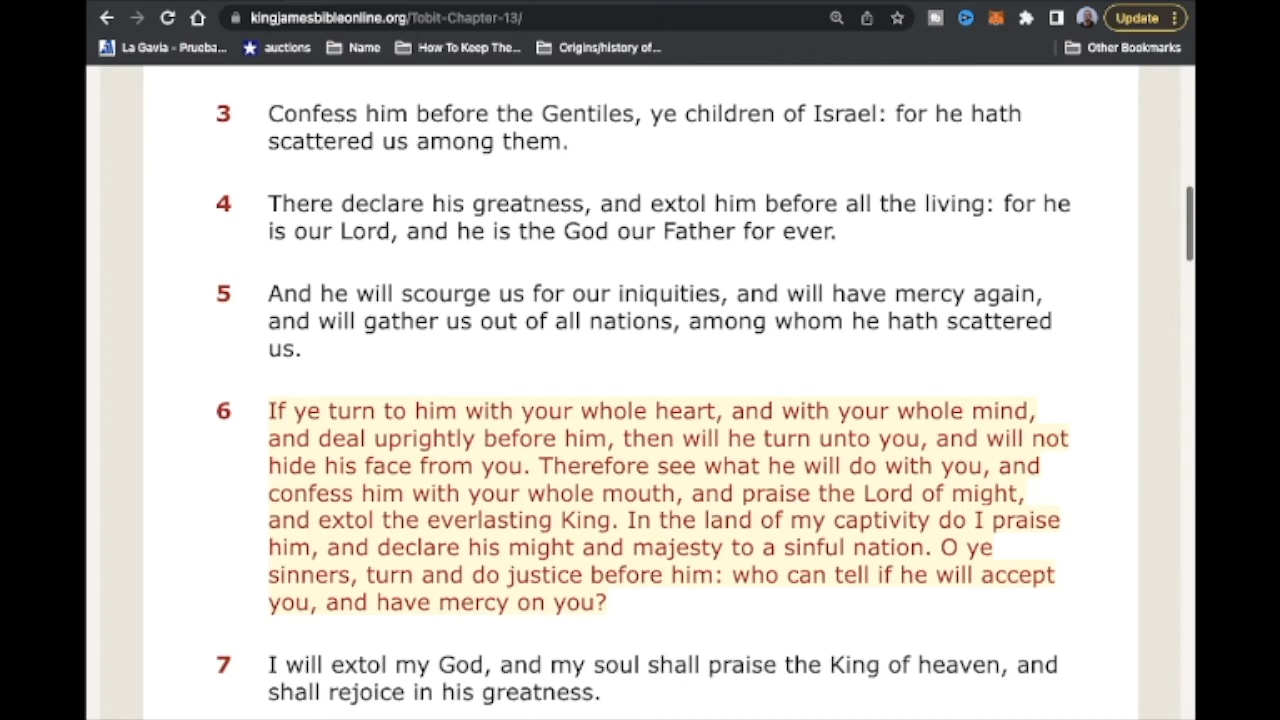 kingjamesbibleonline.org/Tobit-Chapter-13/
Update
La Gavia - Prueba... auctions Name How To Keep The... Origins/history of... Other Bookmarks
3 Confess him before the Gentiles, ye children of Israel: for he hath
scattered us among them.
4 There declare his greatness, and extol him before all the living: for he
is our Lord, and he is the God our Father for ever.
5 And he will scourge us for our iniquities, and will have mercy again,
and will gather us out of all nations, among whom he hath scattered
us.
6 If ye turn to him with your whole heart, and with your whole mind,
and deal uprightly before him, then will he turn unto you, and will not
hide his face from you. Therefore see what he will do with you, and
confess him with your whole mouth, and praise the Lord of might,
and extol the everlasting King. In the land of my captivity do I praise
him, and declare his might and majesty to a sinful nation. O ye
sinners, turn and do justice before him: who can tell if he will accept
you, and have mercy on you?
7 I will extol my God, and my soul shall praise the King of heaven, and
shall rejoice in his greatness.